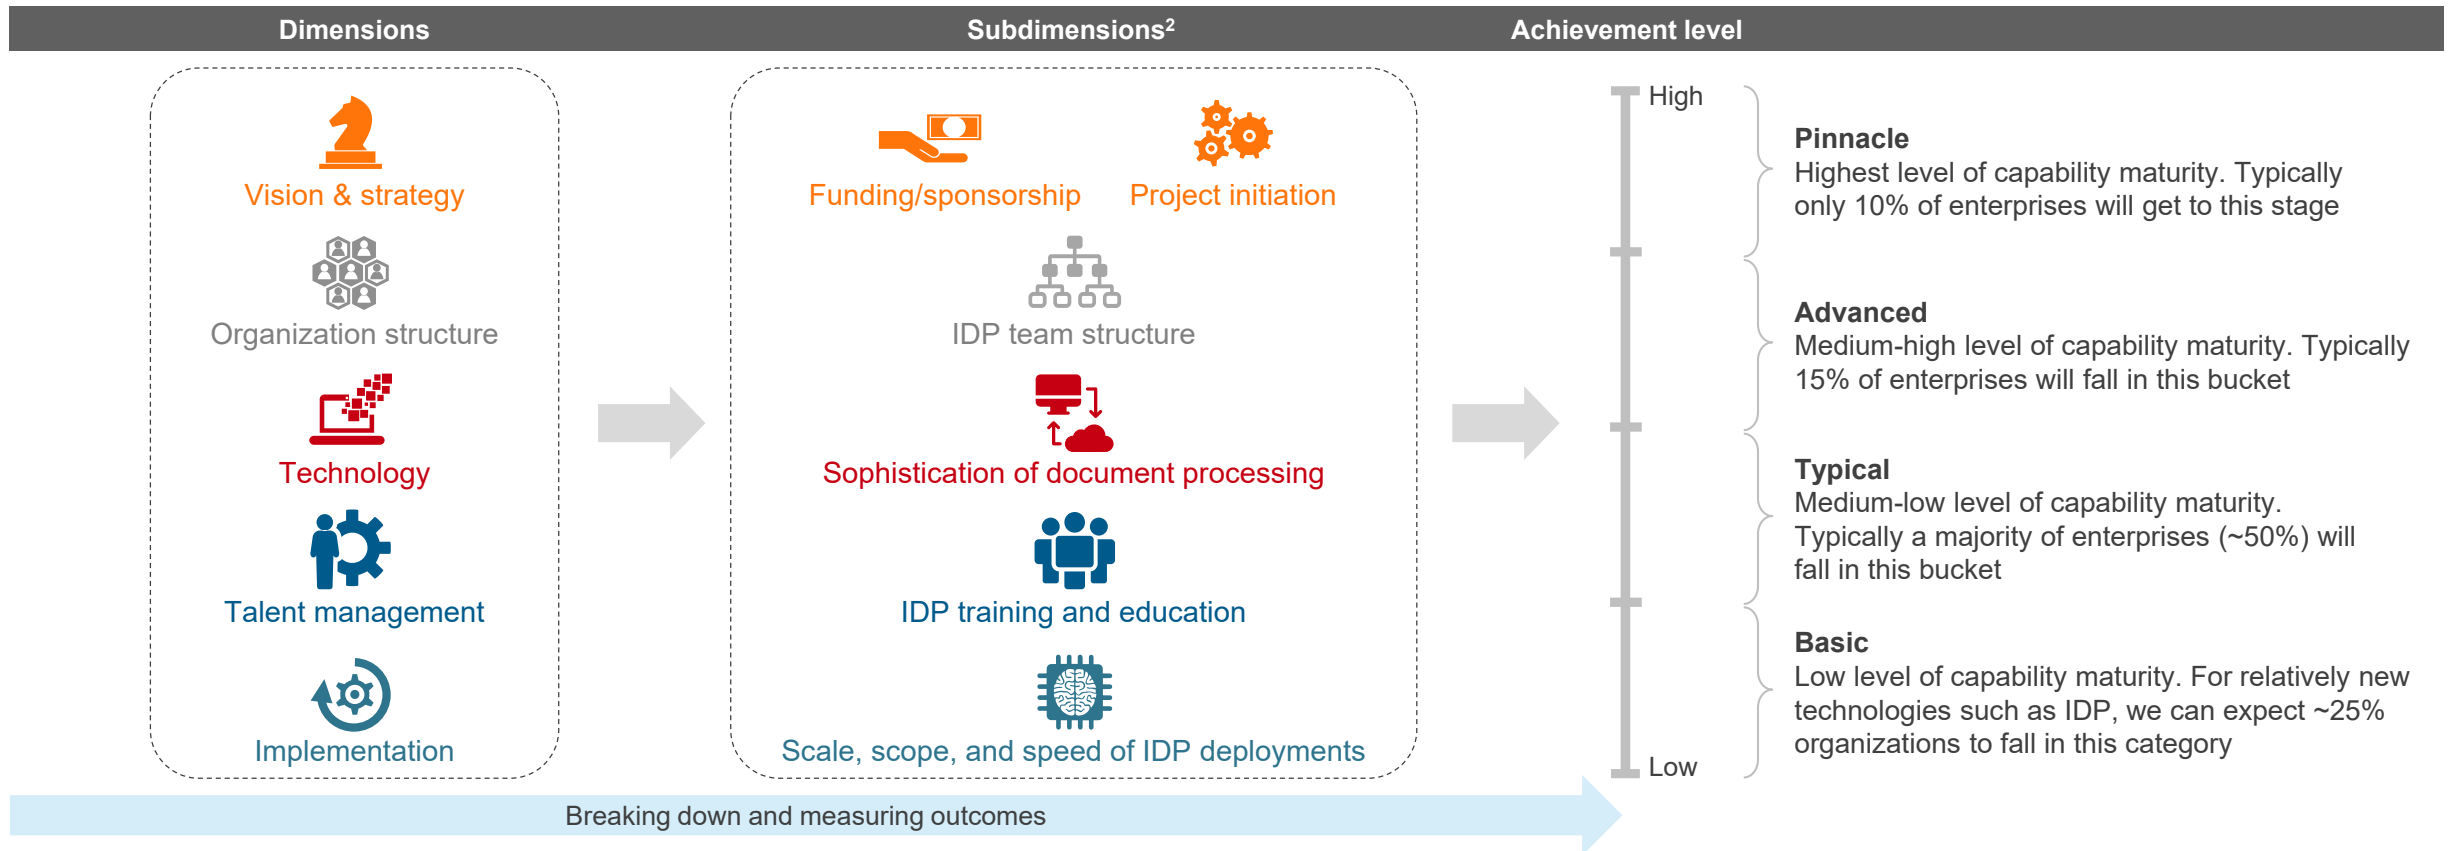 Dimensions
Subdimensions²
Achievement level
Vision & strategy
Organization structure
Technology
Talent management
Implementation
Funding/sponsorship
Project initiation
IDP team structure
Sophistication of document processing
IDP training and education
Scale, scope, and speed of IDP deployments
High
Low
Pinnacle
Highest level of capability maturity. Typically
only 10% of enterprises will get to this stage
Advanced
Medium-high level of capability maturity. Typically
15% of enterprises will fall in this bucket
Typical
Medium-low level of capability maturity.
Typically a majority of enterprises (~50%) will
fall in this bucket
Basic
Low level of capability maturity. For relatively new
technologies such as IDP, we can expect ~25%
organizations to fall in this category
Breaking down and measuring outcomes